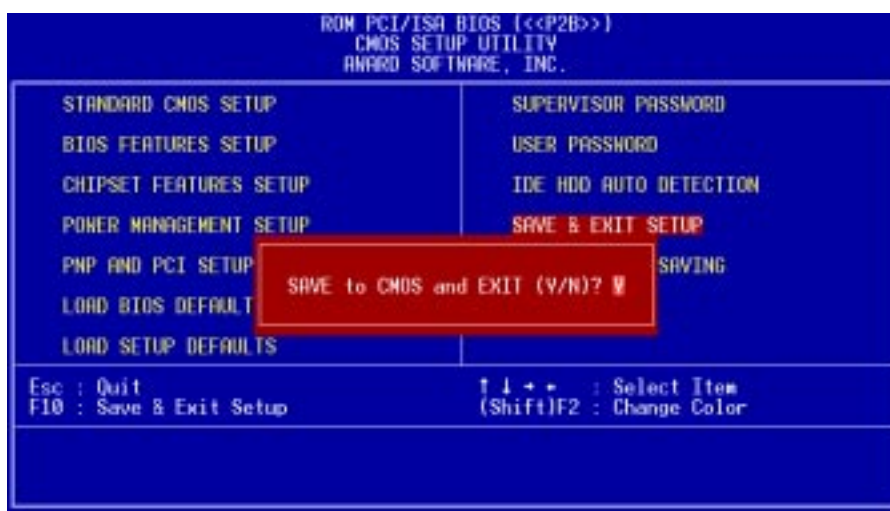 ROM PCI/ISA BIOS (<<P2B>>)
CMOS SETUP UTILITY
AWARD SOFTWARE, INC.
STANDARD CMOS SETUP
BIOS FEATURES SETUP
CHIPSET FEATURES SETUP
POWER MANAGEMENT SETUP
PNP AND PCI SETUP
LOAD BIOS DEFAULT
LOAD SETUP DEFAULTS
SUPERVISOR PASSWORD
USER PASSWORD
IDE HDD AUTO DETECTION
SAVE & EXIT SETUP
SAVING
SAVE to CMOS and EXIT (Y/N)? Y
Esc : Quit
F10 : Save & Exit Setup
↑ ↓ → ← : Select Item
(Shift)F2 : Change Color